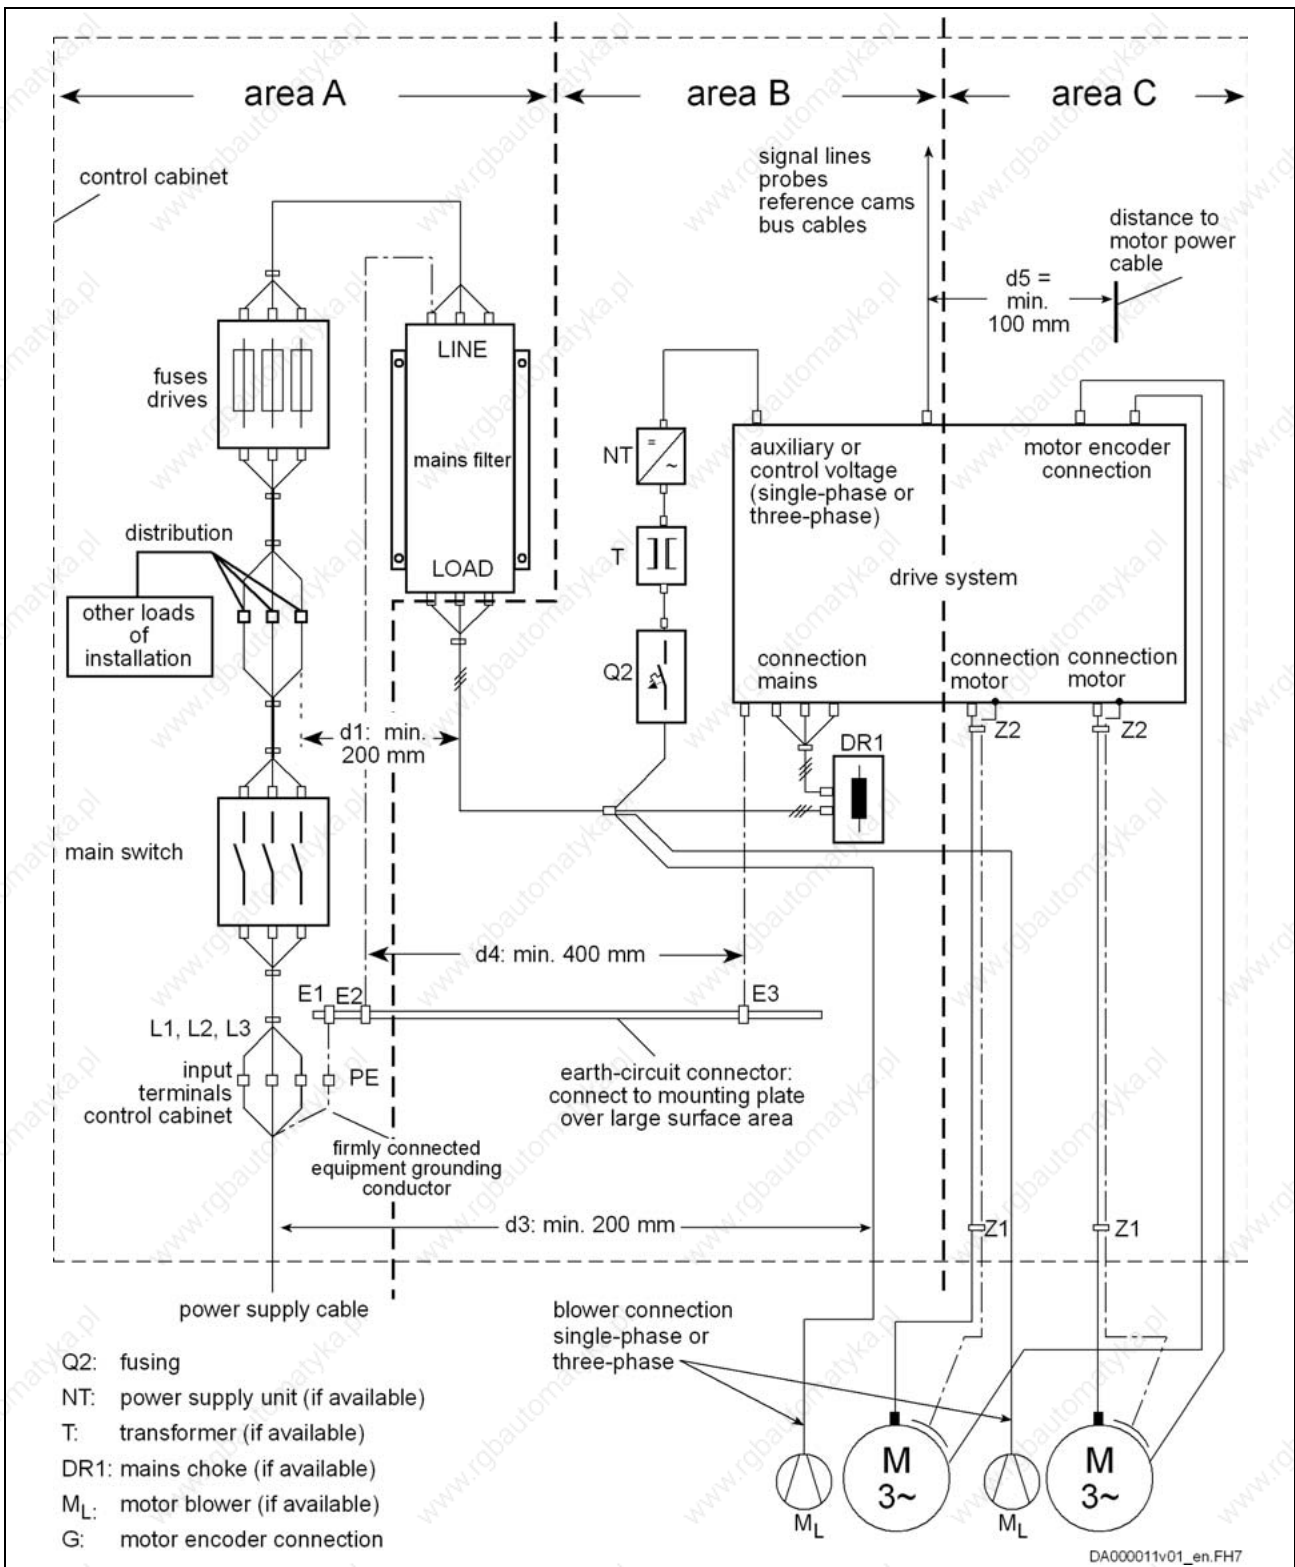 area A
area B
area C
control cabinet
signal lines
probes
reference cams
bus cables
distance to
motor power
cable
d5 =
min.
100 mm
LINE
fuses
drives
mains filter
NT
auxiliary or
control voltage
(single-phase or
three-phase)
motor encoder
connection
distribution
T
LOAD
drive system
other loads
of
installation
Q2
connection
mains
connection
motor
connection
motor
d1: min.
200 mm
Z2
Z2
DR1
main switch
d4: min. 400 mm
E1
E2
E3
L1, L2, L3
input
terminals
control cabinet
PE
earth-circuit connector:
connect to mounting plate
over large surface area
firmly connected
equipment grounding
conductor
d3: min. 200 mm
Z1
Z1
power supply cable
blower connection
single-phase or
three-phase
Q2: fusing
NT: power supply unit (if available)
T: transformer (if available)
DR1: mains choke (if available)
ML: motor blower (if available)
G: motor encoder connection
M
3~
M
3~
ML
ML
DA000011v01_en.FH7
www.rgbautomatyka.pl